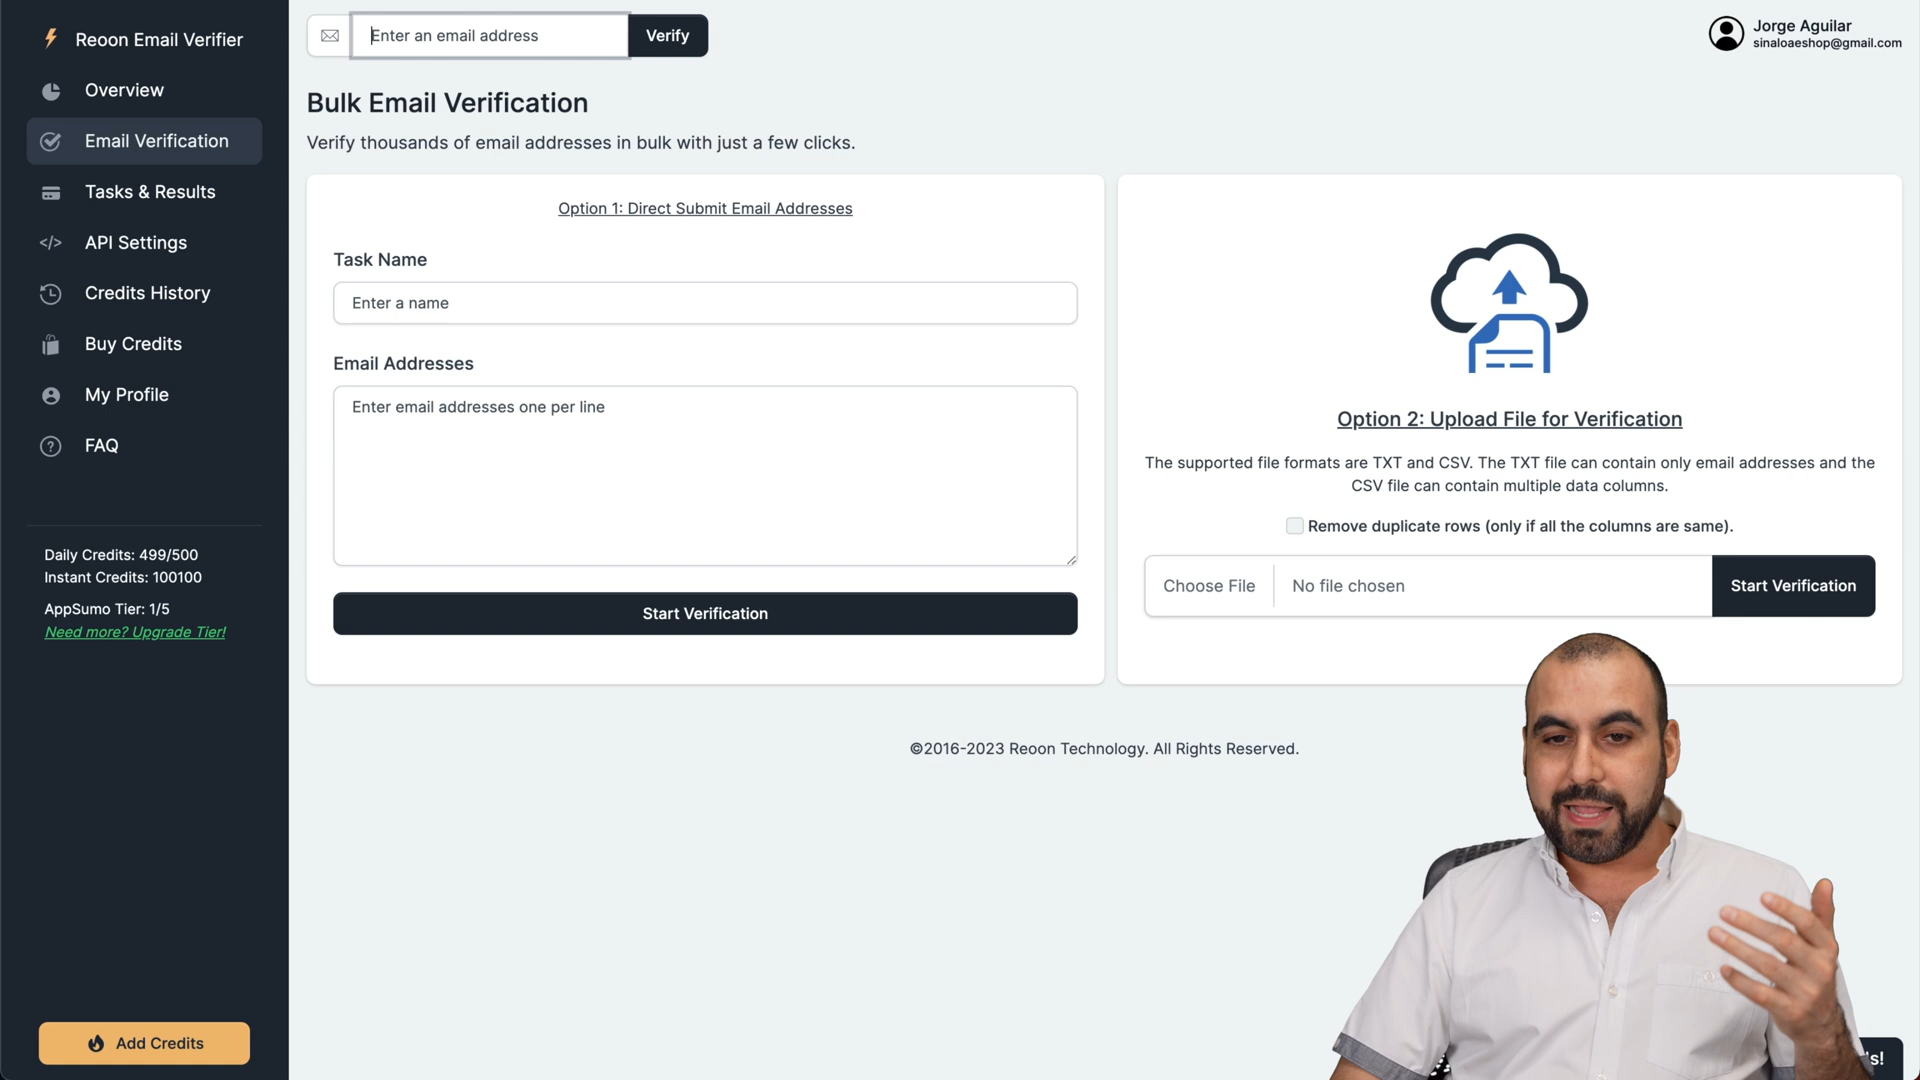 Reoon Email Verifier
Overview
Email Verification
Tasks & Results
API Settings
Credits History
Buy Credits
My Profile
FAQ
Daily Credits: 499/500
Instant Credits: 100100
AppSumo Tier: 1/5
Need more? Upgrade Tier!
Add Credits
Enter an email address
Verify
Jorge Aguilar
sinaloaeshop@gmail.com
Bulk Email Verification
Verify thousands of email addresses in bulk with just a few clicks.
Option 1: Direct Submit Email Addresses
Task Name
Enter a name
Email Addresses
Enter email addresses one per line
Start Verification
Option 2: Upload File for Verification
The supported file formats are TXT and CSV. The TXT file can contain only email addresses and the
CSV file can contain multiple data columns.
Remove duplicate rows (only if all the columns are same).
Choose File
No file chosen
Start Verification
©2016-2023 Reoon Technology. All Rights Reserved.